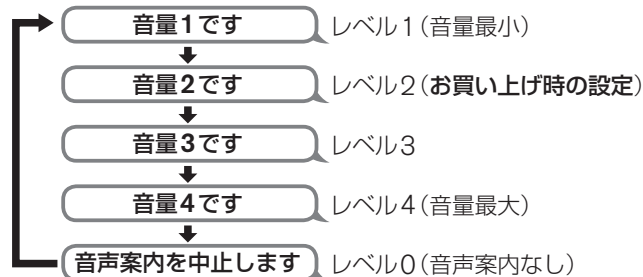 音量1です レベル1(音量最小)
音量2です レベル2(お買い上げ時の設定)
音量3です レベル3
音量4です レベル4(音量最大)
音声案内を中止します レベル0(音声案内なし)